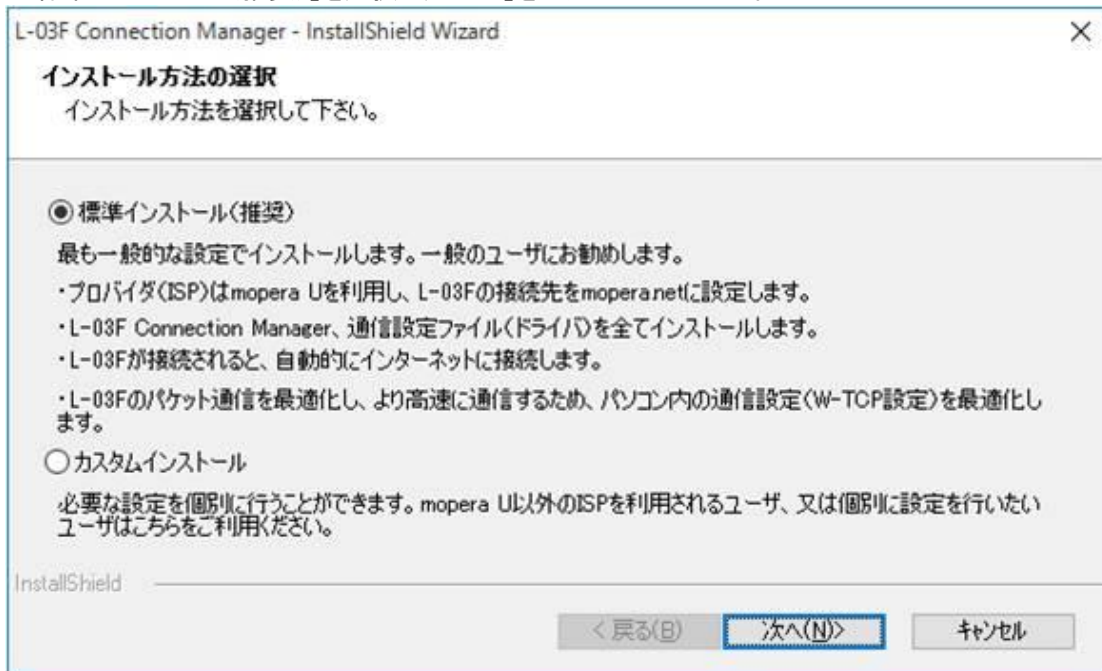 L-03F Connection Manager - InstallShield Wizard
インストール方法の選択
インストール方法を選択して下さい。
標準インストール(推奨)
最も一般的な設定でインストールします。一般のユーザにお勧めします。
・プロバイダ(ISP)はmopera Uを利用し、L-03Fの接続先をmopera.netに設定します。
・L-03F Connection Manager、通信設定ファイル(ドライバ)を全てインストールします。
・L-03Fが接続されると、自動的にインターネットに接続します。
・L-03Fのパケット通信を最適化し、より高速に通信するため、パソコン内の通信設定(W-TCP設定)を最適化し
ます。
カスタムインストール
必要な設定を個別に行うことができます。mopera U以外のISPを利用されるユーザ、又は個別に設定を行いたい
ユーザはこちらをご利用ください。
InstallShield
< 戻る(B)
次へ(N)>
キャンセル